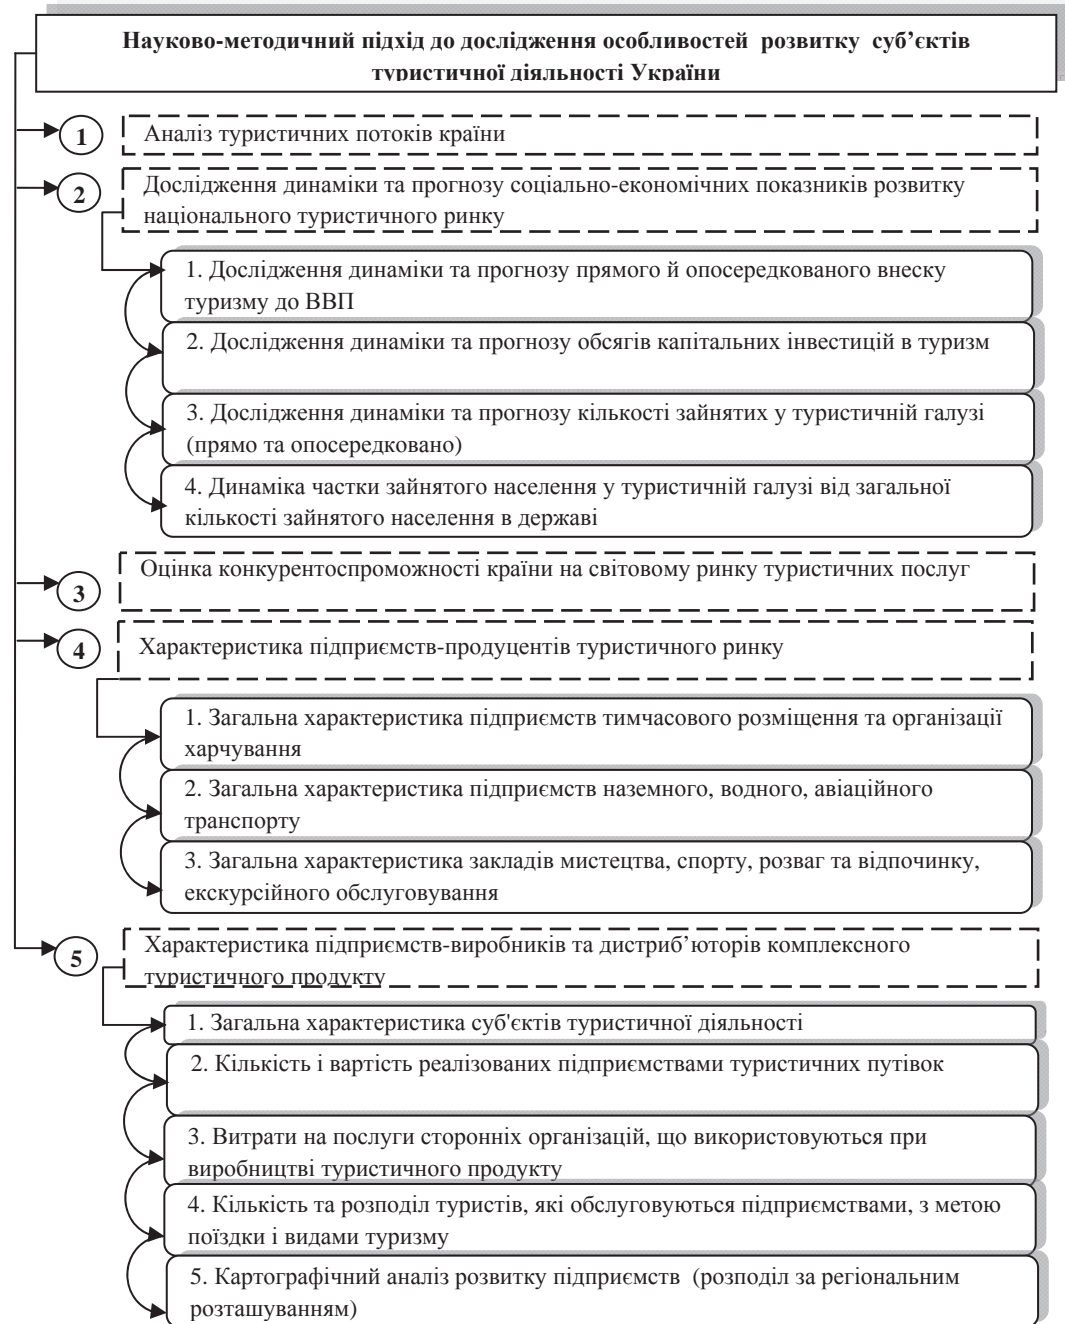 Науково-методичний підхід до дослідження особливостей розвитку суб’єктів
туристичної діяльності України
1
Аналіз туристичних потоків країни
2
Дослідження динаміки та прогнозу соціально-економічних показників розвитку
національного туристичного ринку
1. Дослідження динаміки та прогнозу прямого й опосередкованого внеску
туризму до ВВП
2. Дослідження динаміки та прогнозу обсягів капітальних інвестицій в туризм
3. Дослідження динаміки та прогнозу кількості зайнятих у туристичній галузі
(прямо та опосередковано)
4. Динаміка частки зайнятого населення у туристичній галузі від загальної
кількості зайнятого населення в державі
3
Оцінка конкурентоспроможності країни на світовому ринку туристичних послуг
4
Характеристика підприємств-продуцентів туристичного ринку
1. Загальна характеристика підприємств тимчасового розміщення та організації
харчування
2. Загальна характеристика підприємств наземного, водного, авіаційного
транспорту
3. Загальна характеристика закладів мистецтва, спорту, розваг та відпочинку,
екскурсійного обслуговування
5
Характеристика підприємств-виробників та дистриб’юторів комплексного
туристичного продукту
1. Загальна характеристика суб'єктів туристичної діяльності
2. Кількість і вартість реалізованих підприємствами туристичних путівок
3. Витрати на послуги сторонніх організацій, що використовуються при
виробництві туристичного продукту
4. Кількість та розподіл туристів, які обслуговуються підприємствами, з метою
поїздки і видами туризму
5. Картографічний аналіз розвитку підприємств (розподіл за регіональним
розташуванням)